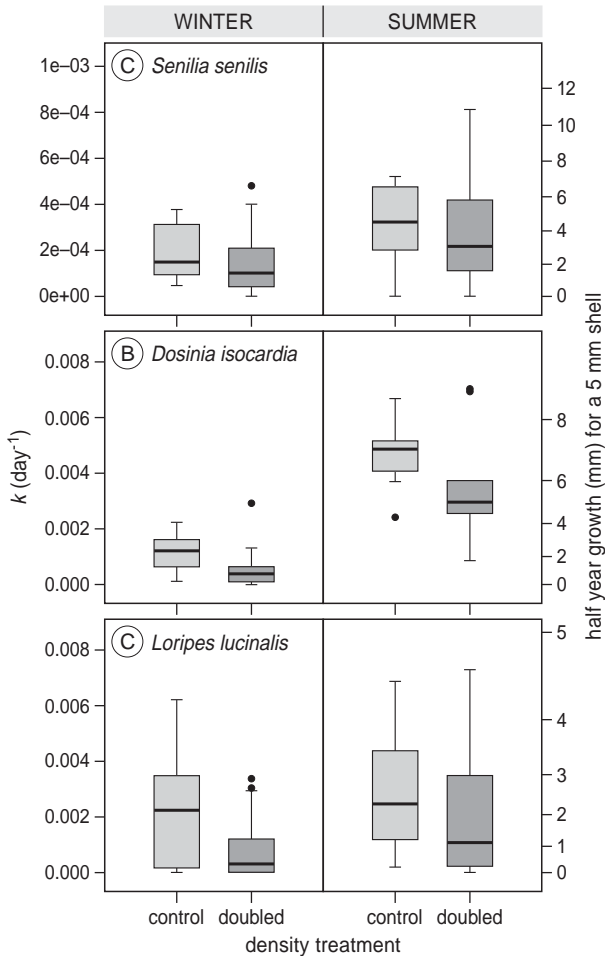 WINTER SUMMER
C Senilia senilis
1e–03
8e–04
6e–04
4e–04
2e–04
0e+00
12
10
8
6
4
2
0
B Dosinia isocardia
0.008
0.006
0.004
0.002
0.000
8
6
4
2
0
C Loripes lucinalis
0.008
0.006
0.004
0.002
0.000
5
4
3
2
1
0
k (day-1)
half year growth (mm) for a 5 mm shell
control doubled control doubled
density treatment